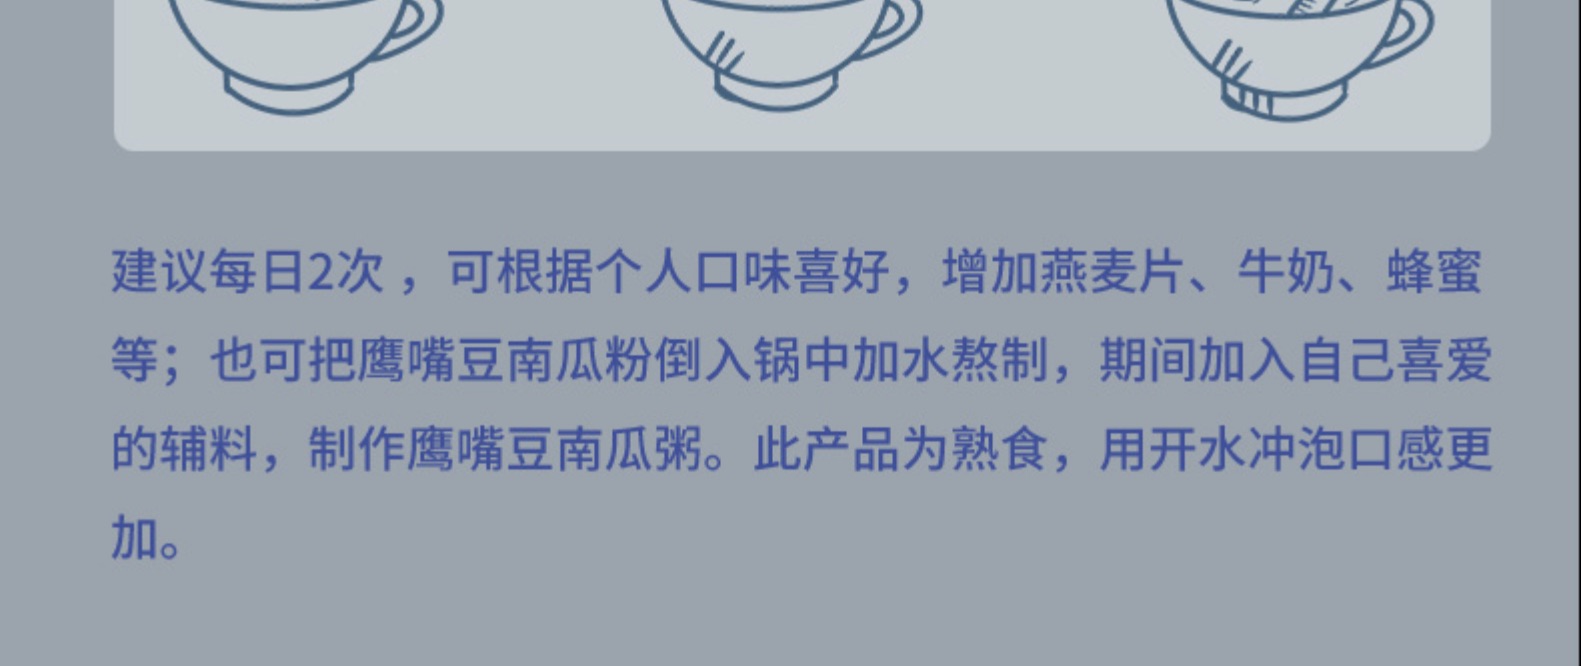 建议每日2次 ，可根据个人口味喜好，增加燕麦片、牛奶、蜂蜜
等；也可把鹰嘴豆南瓜粉倒入锅中加水熬制，期间加入自己喜爱
的辅料，制作鹰嘴豆南瓜粥。此产品为熟食，用开水冲泡口感更
加。